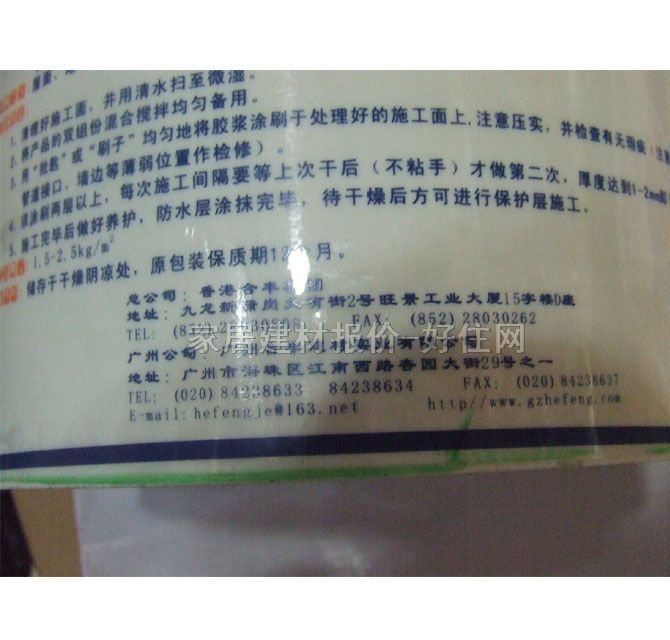 1. 清理好施工面，并用清水扫至微湿。
2. 将产品的双组份混合搅拌均匀备用。
3. 用“批匙”或“刷子”均匀地将胶浆涂刷于处理好的施工面上,注意压实，并检查有无瑕疵
管道接口、墙边等薄弱位置作检修）。
4. 须涂刷两层以上，每次施工间隔要等上次干后（不粘手）才做第二次，厚度达到1-2mm
5. 施工完毕后做好养护，防水层涂抹完毕，待干燥后方可进行保护层施工。
1.5-2.5kg/m²
储存于干燥阴凉处，原包装保质期12个月。
总公司：香港合丰集团
地址：九龙新蒲岗大有街2号旺景工业大厦15字楼D座
TEL: FAX: (852) 28030262
家居建材报价-好住网
广州公司：
地址：广州市海珠区江南西路杏园大街29号之一
TEL: (020) 84238633 84238634 FAX: (020) 84238637
E-mail: hefengjc@163.net http//www.gzhefeng.com